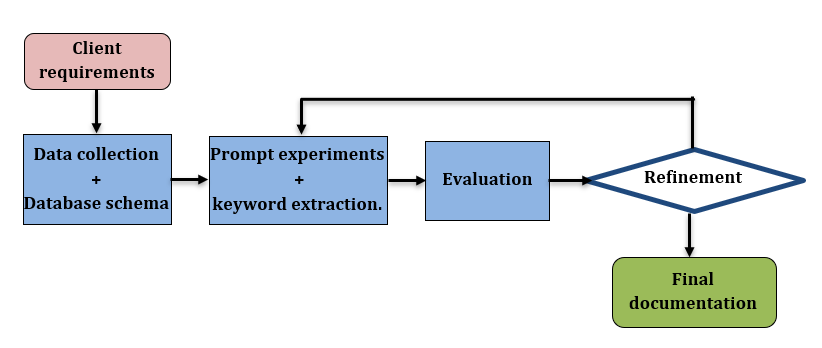 Client
requirements
Data collection
+
Database schema
Prompt experiments
+
keyword extraction.
Evaluation
Refinement
Final
documentation